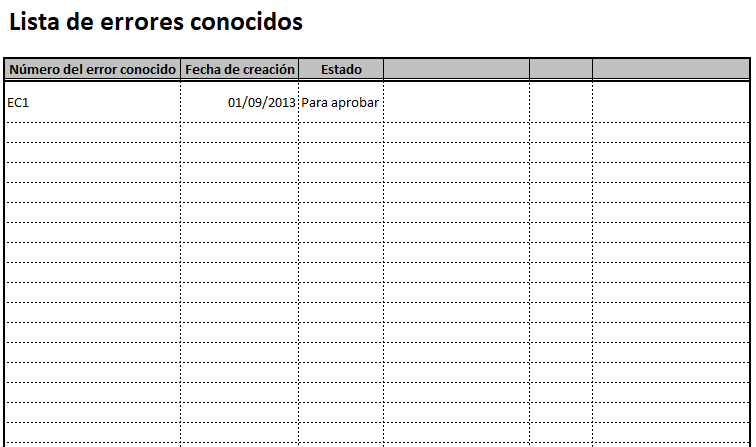 Lista de errores conocidos
Número del error conocido Fecha de creación Estado
EC1 01/09/2013 Para aprobar